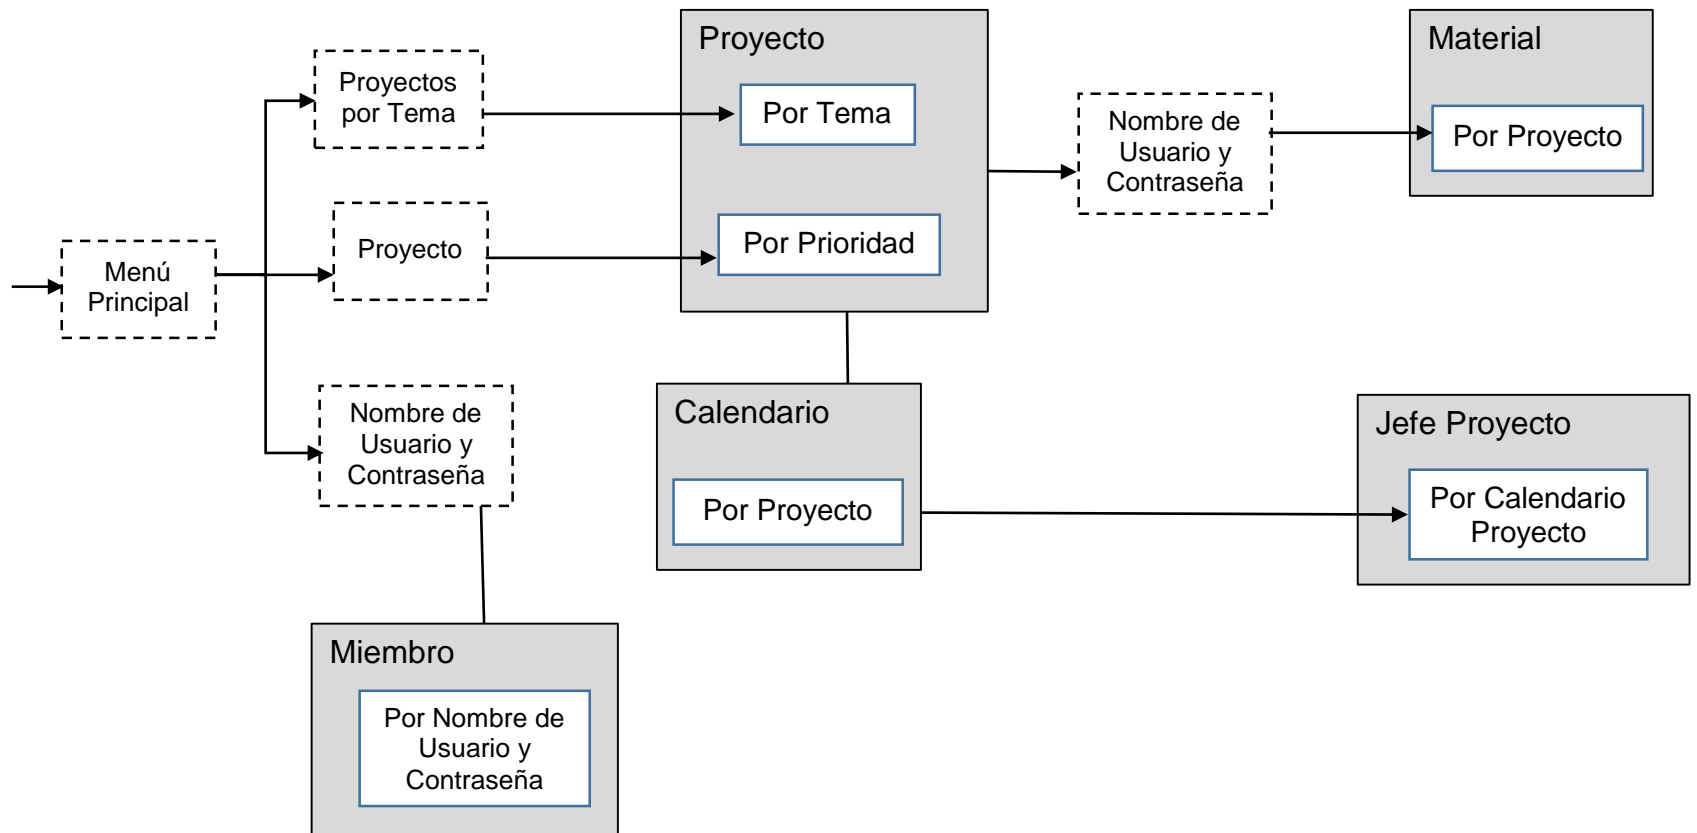 Menú
Principal
Proyectos
por Tema
Proyecto
Nombre de
Usuario y
Contraseña
Proyecto
Por Tema
Por Prioridad
Nombre de
Usuario y
Contraseña
Material
Por Proyecto
Calendario
Por Proyecto
Jefe Proyecto
Por Calendario
Proyecto
Miembro
Por Nombre de
Usuario y
Contraseña